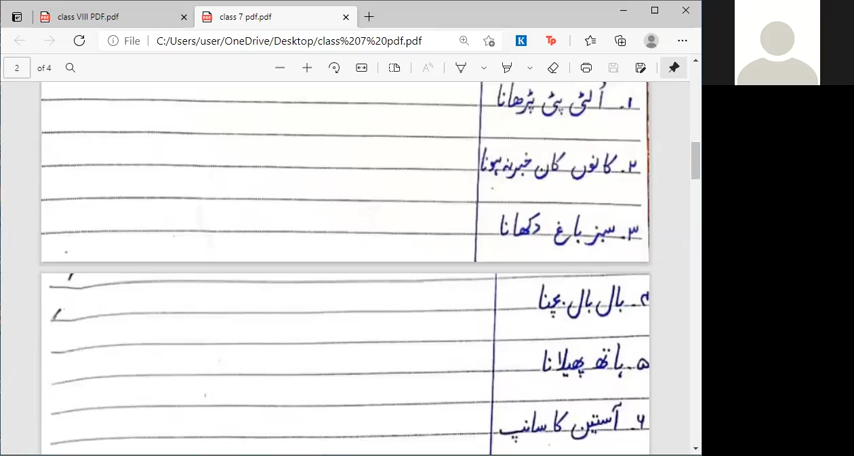 class VIII PDF.pdf
class 7 pdf.pdf
File C:/Users/user/OneDrive/Desktop/class%207%20pdf.pdf
2 of 4
۱۔ اُلٹی پٹی پڑھانا
۲۔ کانوں کان خبر نہ ہونا
۳۔ سبز باغ دکھانا
۴۔ بال بال بچنا
۵۔ ہاتھ پھیلانا
۶۔ آستین کا سانپ